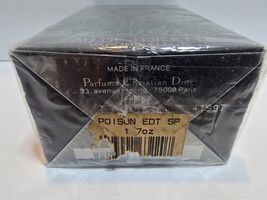 MADE IN FRANCE
Parfums Christian Dior
33, avenue Hoche, 75008 Paris
POISON EDT SP
1.7oz